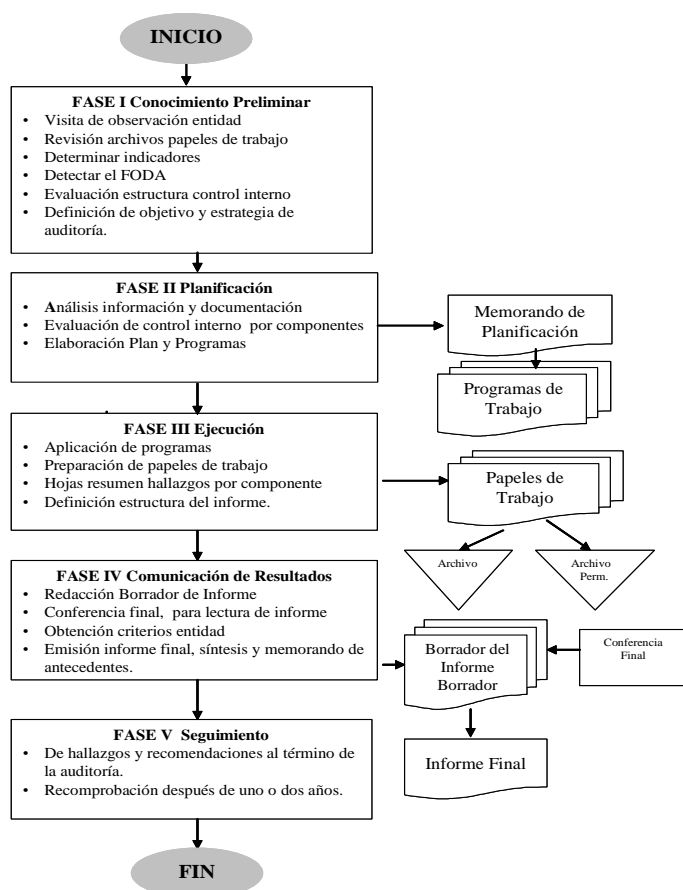 INICIO
FASE I Conocimiento Preliminar
• Visita de observación entidad
• Revisión archivos papeles de trabajo
• Determinar indicadores
• Detectar el FODA
• Evaluación estructura control interno
• Definición de objetivo y estrategia de
auditoría.
FASE II Planificación
• Análisis información y documentación
• Evaluación de control interno por componentes
• Elaboración Plan y Programas
Memorando de
Planificación
Programas de
Trabajo
FASE III Ejecución
• Aplicación de programas
• Preparación de papeles de trabajo
• Hojas resumen hallazgos por componente
• Definición estructura del informe.
Papeles de
Trabajo
Archivo
Archivo
Perm.
FASE IV Comunicación de Resultados
• Redacción Borrador de Informe
• Conferencia final, para lectura de informe
• Obtención criterios entidad
• Emisión informe final, síntesis y memorando de
antecedentes.
Borrador del
Informe
Borrador
Conferencia
Final
FASE V Seguimiento
• De hallazgos y recomendaciones al término de
la auditoría.
• Recomprobación después de uno o dos años.
Informe Final
FIN